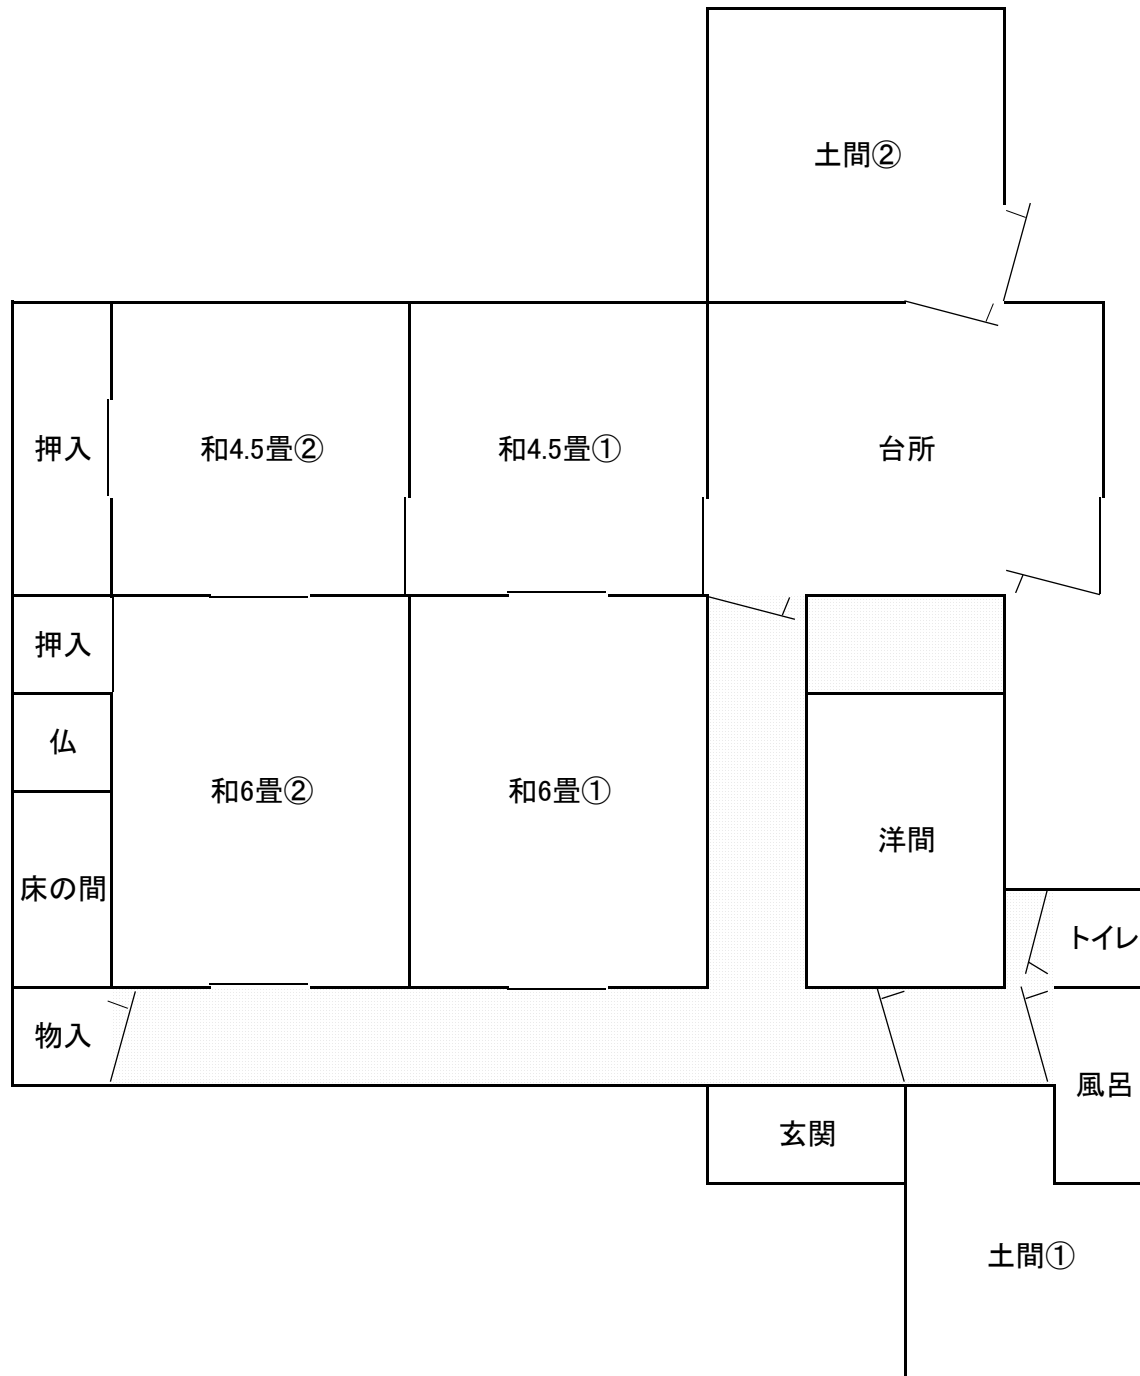 土間②
押入
和4.5畳②
和4.5畳①
台所
押入
仏
和6畳②
和6畳①
洋間
床の間
トイレ
物入
風呂
玄関
土間①